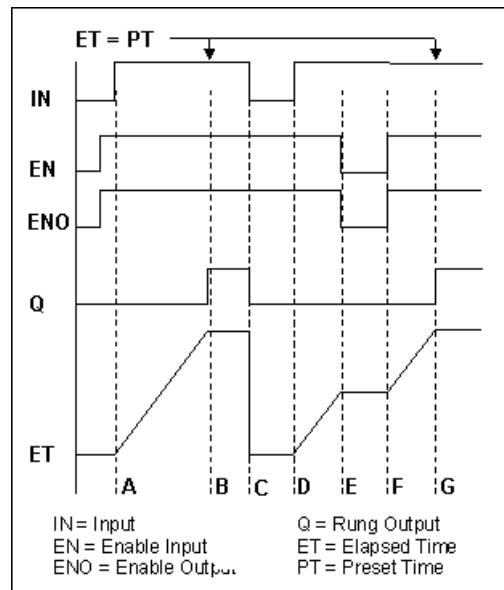 ET = PT
IN
EN
ENO
Q
ET
A B C D E F G
IN = Input
EN = Enable Input
ENO = Enable Output
Q = Rung Output
ET = Elapsed Time
PT = Preset Time